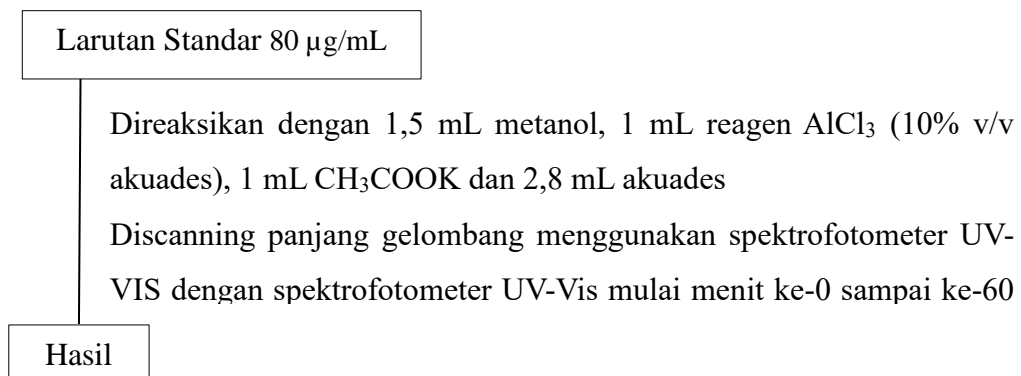 Larutan Standar 80 µg/mL
Direaksikan dengan 1,5 mL metanol, 1 mL reagen AlCl₃ (10% v/v
akuades), 1 mL CH₃COOK dan 2,8 mL akuades
Discanning panjang gelombang menggunakan spektrofotometer UV-
VIS dengan spektrofotometer UV-Vis mulai menit ke-0 sampai ke-60
Hasil